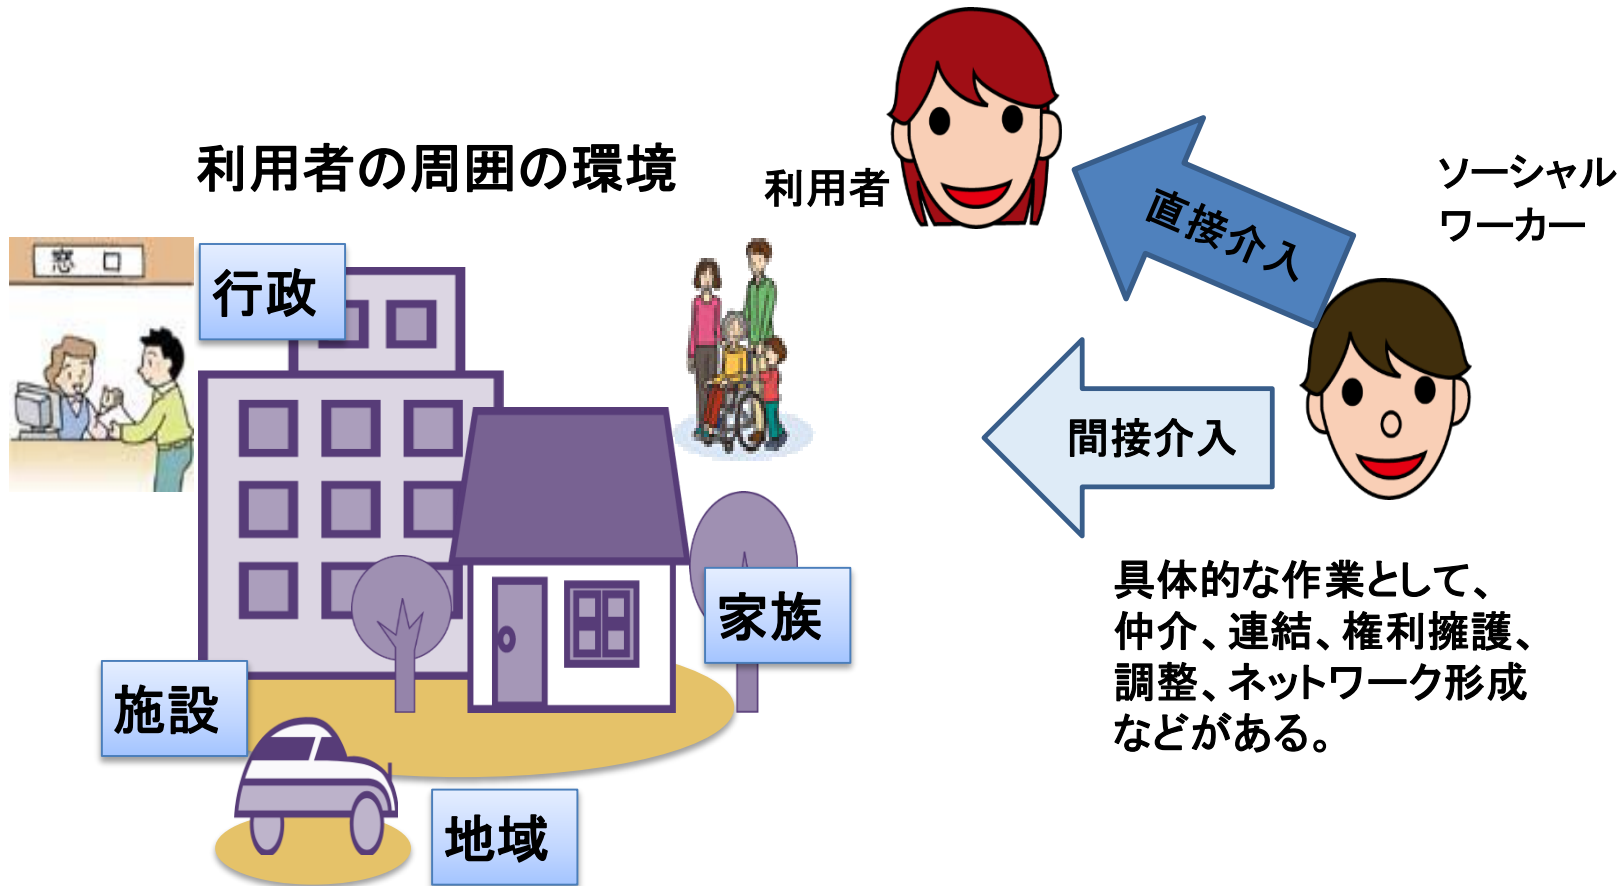 利用者の周囲の環境
利用者
直接介入
ソーシャル
ワーカー
窓口
行政
間接介入
家族
施設
地域
具体的な作業として、
仲介、連結、権利擁護、
調整、ネットワーク形成
などがある。